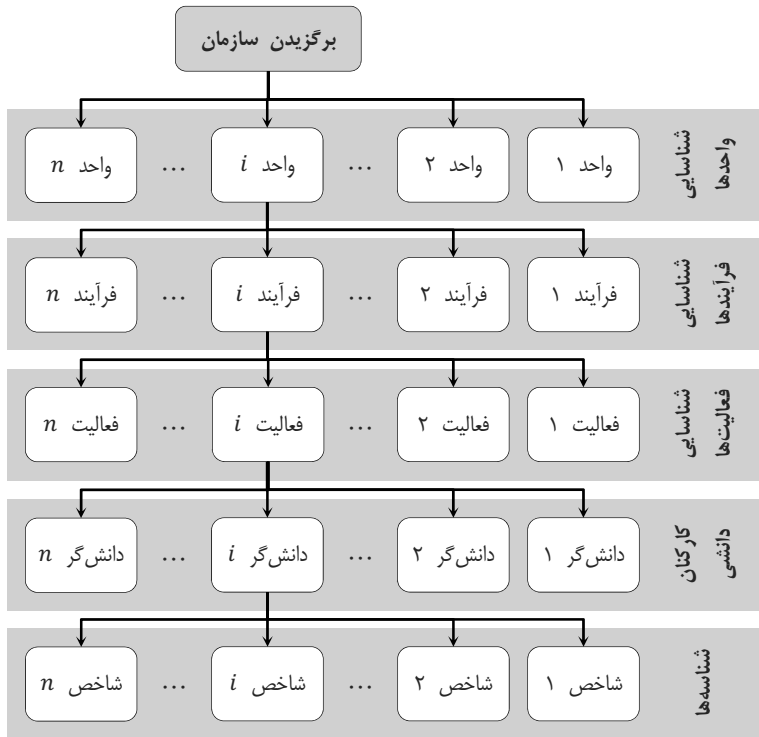 برگزیدن سازمان
شناسایی
واحدها
واحد ۱
واحد ۲
...
واحد i
...
واحد n
شناسایی
فرآیندها
فرآیند ۱
فرآیند ۲
...
فرآیند i
...
فرآیند n
شناسایی
فعالیت‌ها
فعالیت ۱
فعالیت ۲
...
فعالیت i
...
فعالیت n
کارکنان
دانشی
دانش‌گر ۱
دانش‌گر ۲
...
دانش‌گر i
...
دانش‌گر n
شناسه‌ها
شاخص ۱
شاخص ۲
...
شاخص i
...
شاخص n